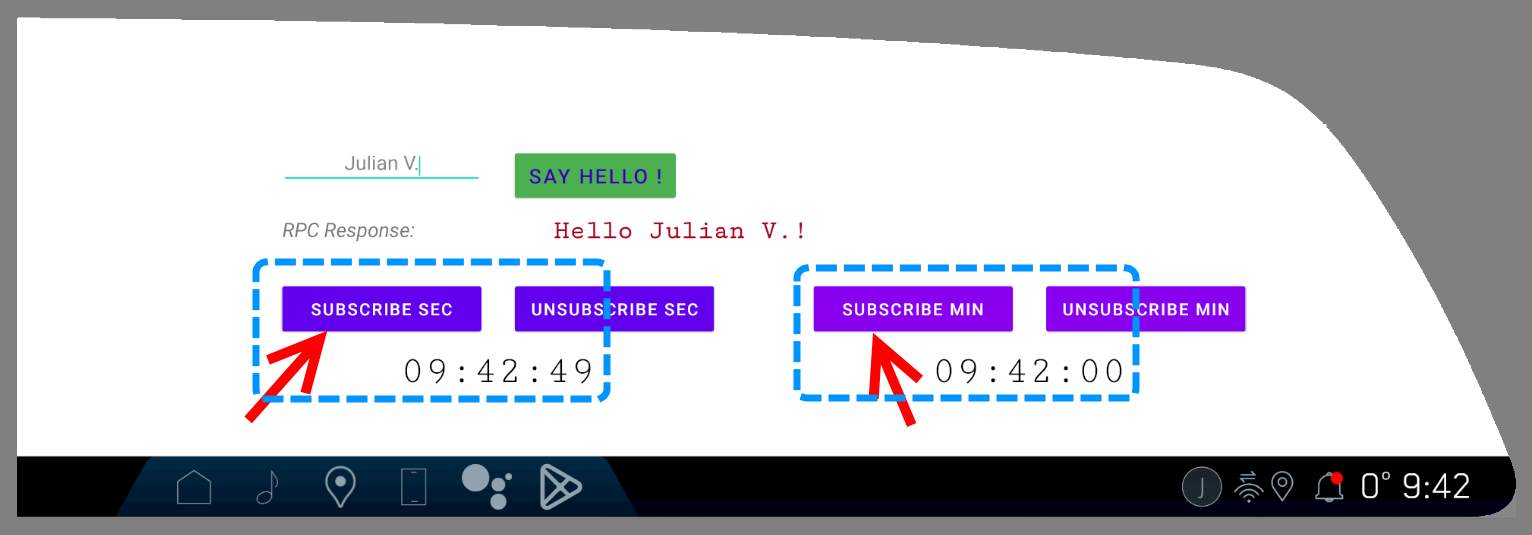 Julian V.
SAY HELLO !
RPC Response:
Hello Julian V.!
SUBSCRIBE SEC
UNSUBSCRIBE SEC
SUBSCRIBE MIN
UNSUBSCRIBE MIN
09:42:49
09:42:00
J
0° 9:42